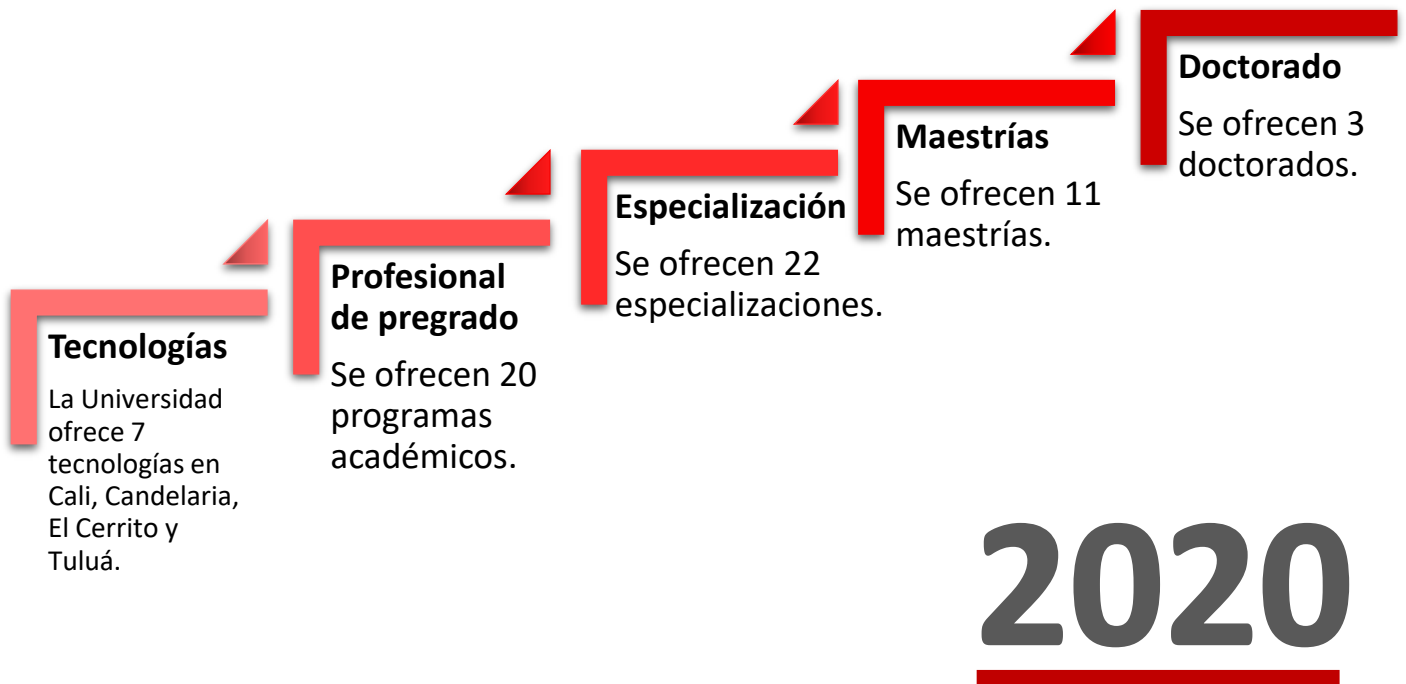 Tecnologías
La Universidad
ofrece 7
tecnologías en
Cali, Candelaria,
El Cerrito y
Tuluá.
Profesional
de pregrado
Se ofrecen 20
programas
académicos.
Especialización
Se ofrecen 22
especializaciones.
Maestrías
Se ofrecen 11
maestrías.
Doctorado
Se ofrecen 3
doctorados.
2020